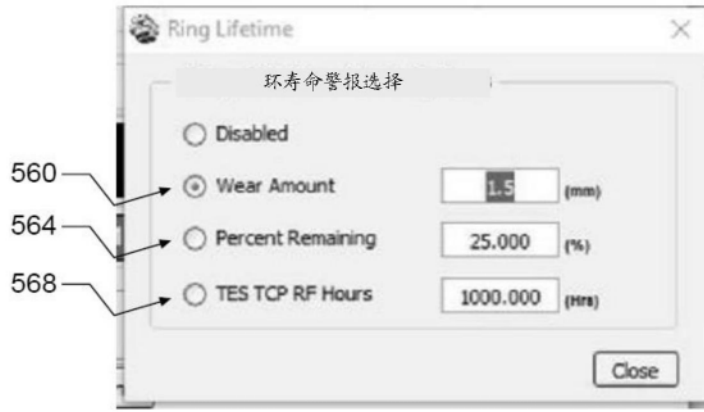 Ring Lifetime
环寿命警报选择
Disabled
560
Wear Amount 1.5 (mm)
564
Percent Remaining 25.000 (%)
568
TES TCP RF Hours 1000.000 (Hrs)
Close